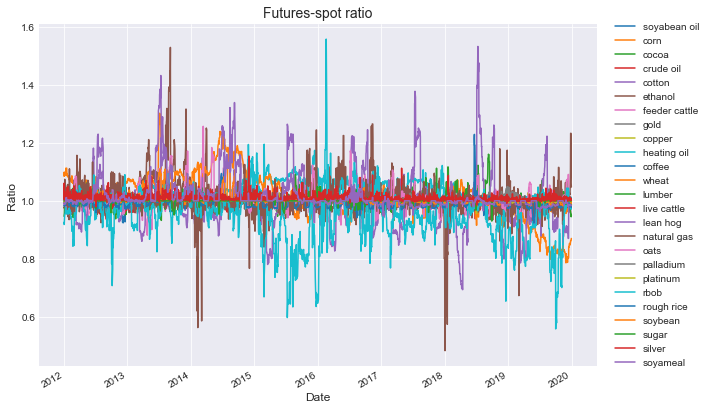 Futures-spot ratio
1.6
1.4
1.2
1.0
0.8
0.6
Ratio
2012
2013
2014
2015
2016
2017
2018
2019
2020
Date
soyabean oil
corn
cocoa
crude oil
cotton
ethanol
feeder cattle
gold
copper
heating oil
coffee
wheat
lumber
live cattle
lean hog
natural gas
oats
palladium
platinum
rbob
rough rice
soybean
sugar
silver
soyameal